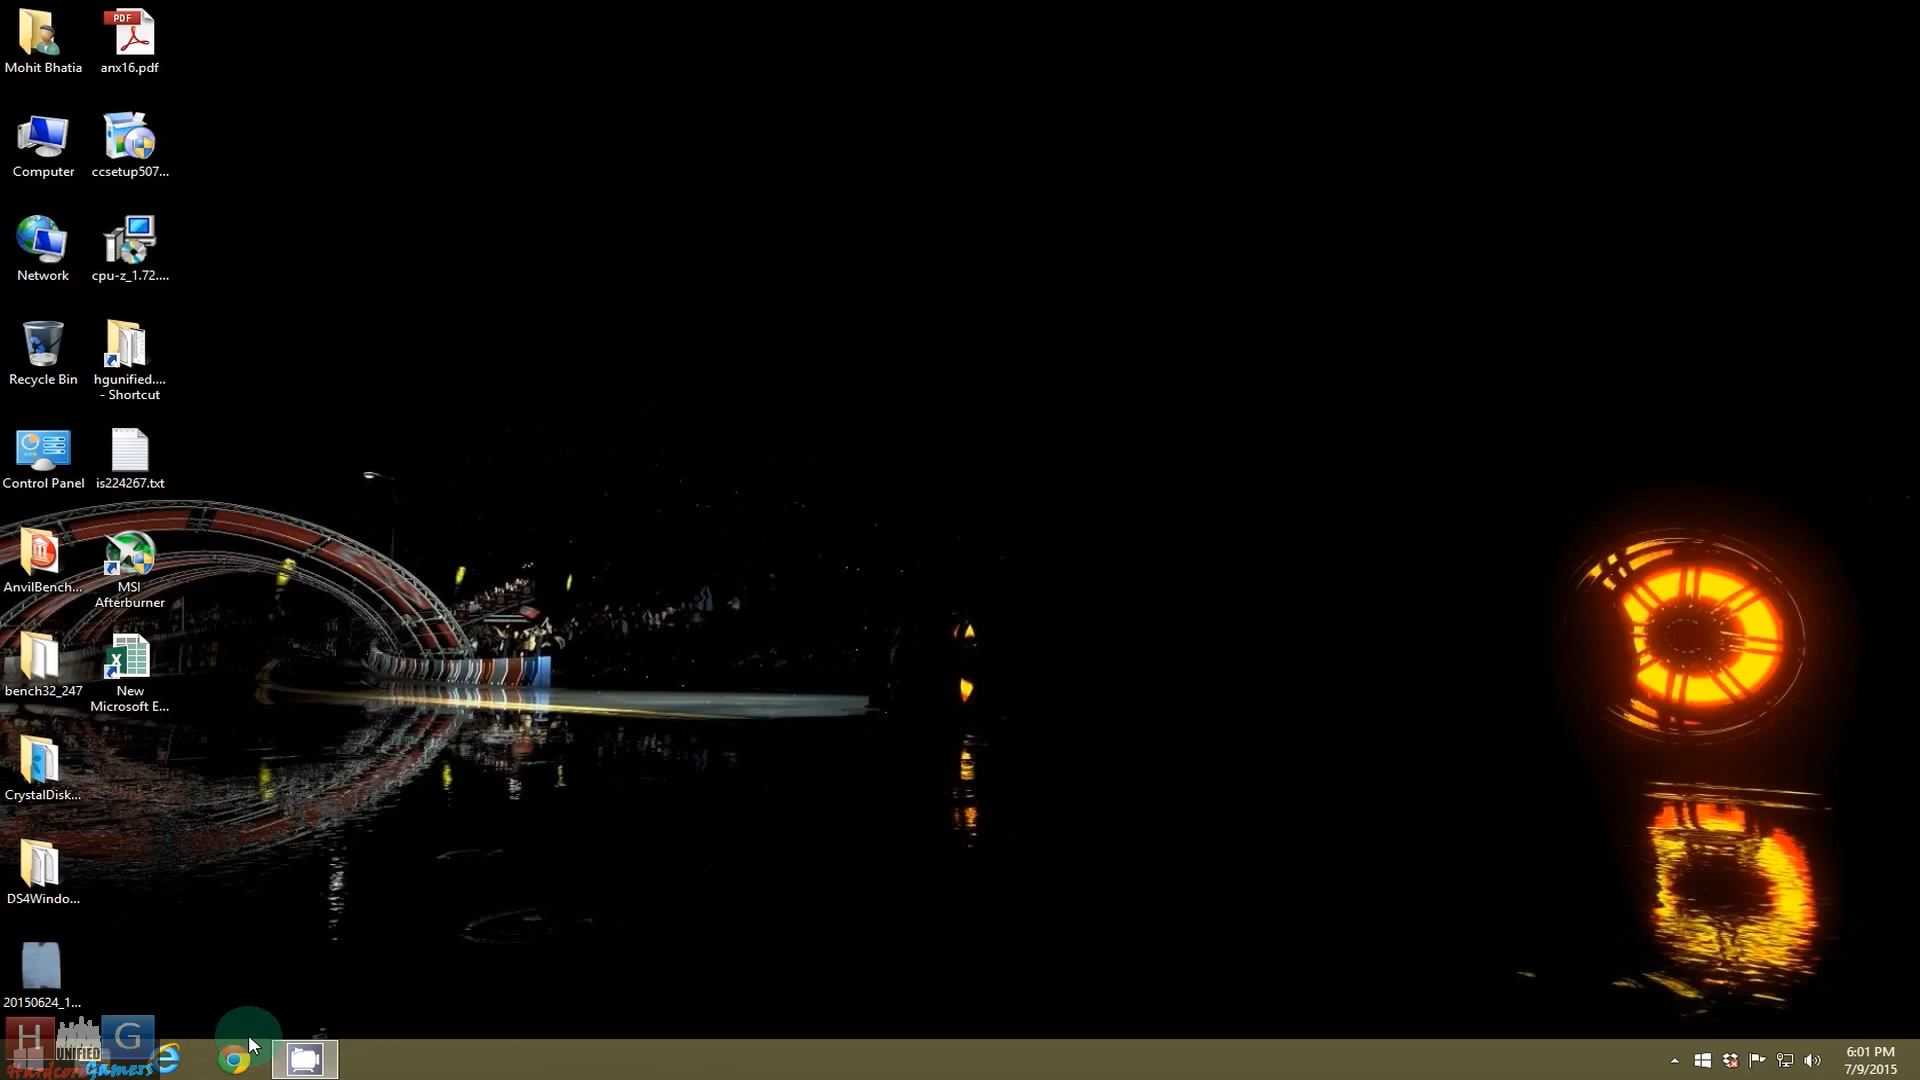 Mohit Bhatia
anx16.pdf
Computer
ccsetup507...
Network
cpu-z_1.72....
Recycle Bin
hgunified....
- Shortcut
Control Panel
is224267.txt
AnvilBench...
MSI
Afterburner
bench32_247
New
Microsoft E...
CrystalDisk...
DS4Windo...
20150624_1...
H
G
UNIFIED
Hardcore Gamers
PDF
6:01 PM
7/9/2015